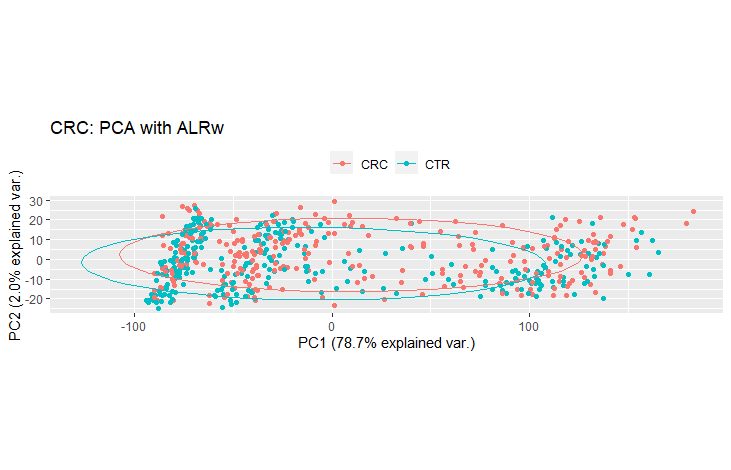 CRC: PCA with ALRw
CRC CTR
PC2 (2.0% explained var.)
30
20
10
0
-10
-20
-100 0 100
PC1 (78.7% explained var.)